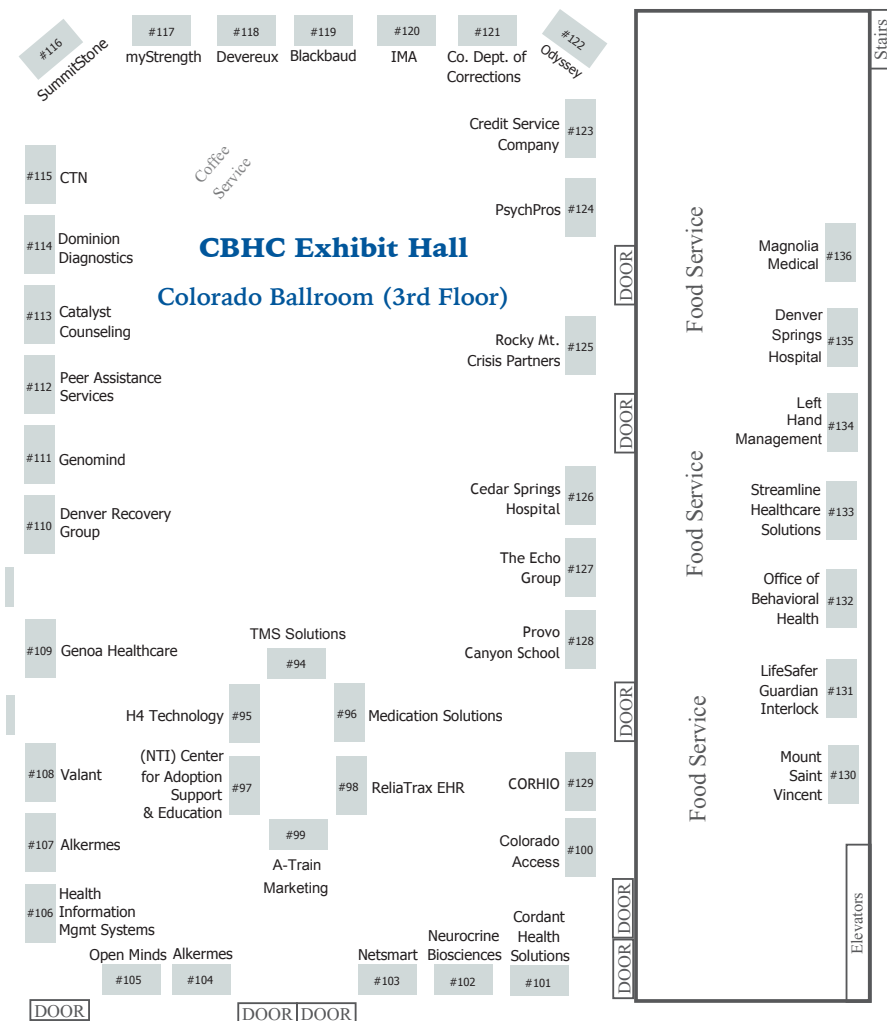 #116
SummitStone
#117
myStrength
#118
Devereux
#119
Blackbaud
#120
IMA
#121
Co. Dept. of
Corrections
#122
Odyssey
Stairs
Credit Service
Company
#123
Coffee
Service
#115
CTN
PsychPros
#124
#114
Dominion
Diagnostics
CBHC Exhibit Hall
Colorado Ballroom (3rd Floor)
DOOR
Food Service
Magnolia
Medical
#136
#113
Catalyst
Counseling
Rocky Mt.
Crisis Partners
#125
Denver
Springs
Hospital
#135
#112
Peer Assistance
Services
DOOR
Left
Hand
Management
#134
#111
Genomind
Cedar Springs
Hospital
#126
Food Service
Streamline
Healthcare
Solutions
#133
#110
Denver Recovery
Group
The Echo
Group
#127
Office of
Behavioral
Health
#132
#109
Genoa Healthcare
TMS Solutions
#94
Provo
Canyon School
#128
H4 Technology
#95
#96
Medication Solutions
DOOR
Food Service
LifeSafer
Guardian
Interlock
#131
#108
Valant
(NTI) Center
for Adoption
Support
& Education
#97
#98
ReliaTrax EHR
CORHIO
#129
Mount
Saint
Vincent
#130
#107
Alkermes
#99
A-Train
Marketing
Colorado
Access
#100
#106
Health
Information
Mgmt Systems
DOOR
Elevators
Open Minds
#105
Alkermes
#104
Netsmart
#103
Neurocrine
Biosciences
#102
Cordant
Health
Solutions
#101
DOOR
DOOR
DOOR
DOOR